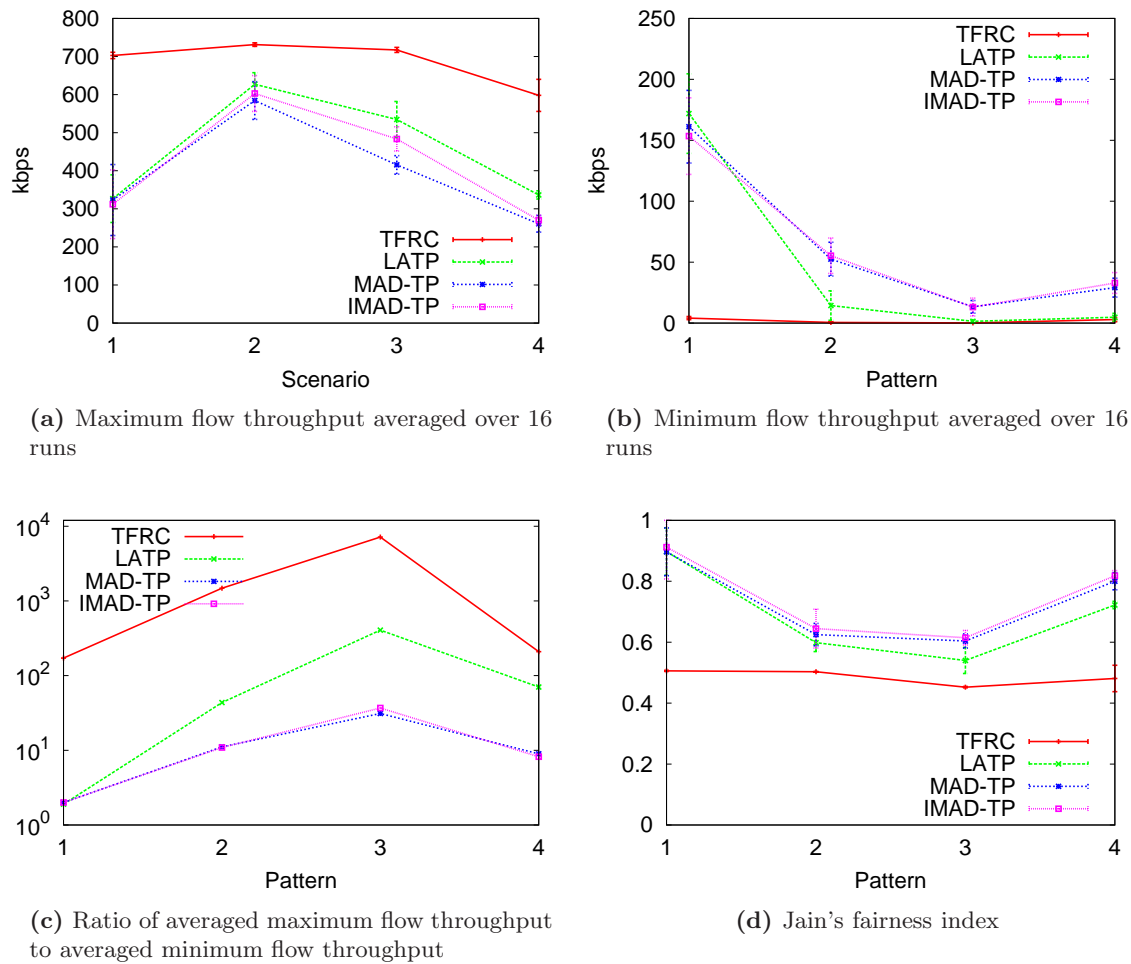 800
700
600
500
400
300
200
100
0
kbps
1 2 3 4
Scenario
TFRC
LATP
MAD-TP
IMAD-TP
(a) Maximum flow throughput averaged over 16
runs
250
200
150
100
50
0
kbps
1 2 3 4
Pattern
TFRC
LATP
MAD-TP
IMAD-TP
(b) Minimum flow throughput averaged over 16
runs
10^4
10^3
10^2
10^1
10^0
1 2 3 4
Pattern
TFRC
LATP
MAD-TP
IMAD-TP
(c) Ratio of averaged maximum flow throughput
to averaged minimum flow throughput
1
0.8
0.6
0.4
0.2
0
1 2 3 4
Pattern
TFRC
LATP
MAD-TP
IMAD-TP
(d) Jain's fairness index